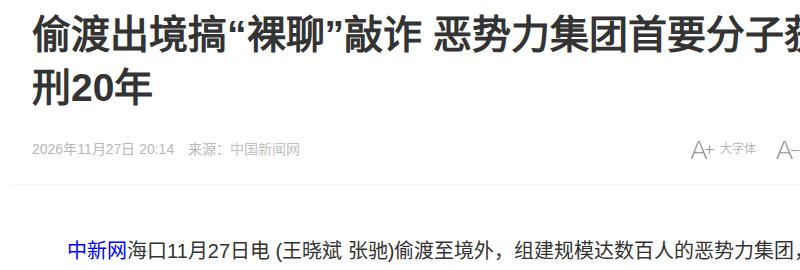 偷渡出境搞“裸聊”敲诈 恶势力集团首要分子获
刑20年
2026年11月27日 20:14 来源：中国新闻网
A+ 大字体 A-
中新网海口11月27日电 (王晓斌 张驰)偷渡至境外，组建规模达数百人的恶势力集团，